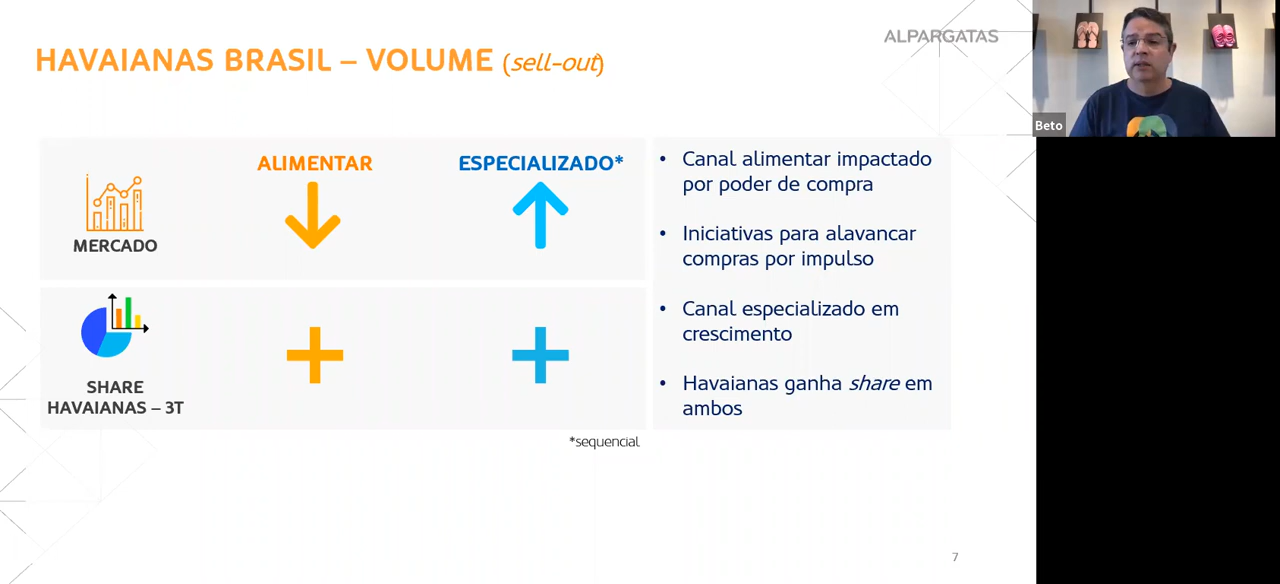 HAVAIANAS BRASIL – VOLUME (sell-out)
ALPARGATAS
Beto
ALIMENTAR
ESPECIALIZADO*
MERCADO
SHARE
HAVAIANAS – 3T
• Canal alimentar impactado
por poder de compra
• Iniciativas para alavancar
compras por impulso
• Canal especializado em
crescimento
• Havaianas ganha share em
ambos
*sequencial
7